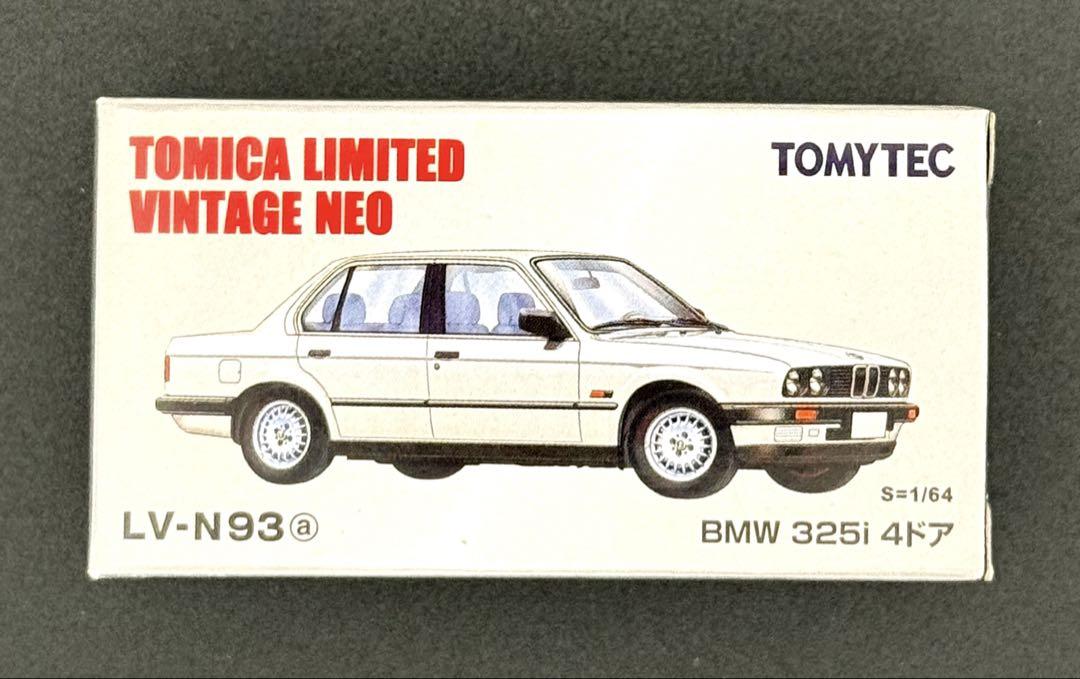 TOMICA LIMITED
VINTAGE NEO
TOMYTEC
S=1/64
LV-N93ⓐ
BMW 325i 4ドア